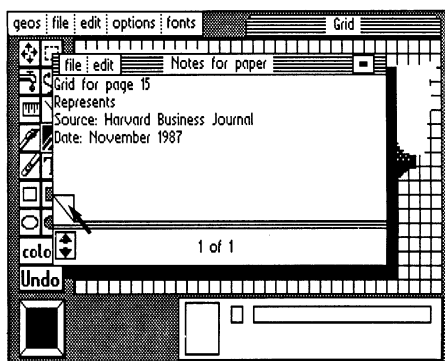 geos file edit options fonts Grid
file edit Notes for paper
Grid for page 15
Represents
Source: Harvard Business Journal
Date: November 1987
1 of 1
colo
Undo